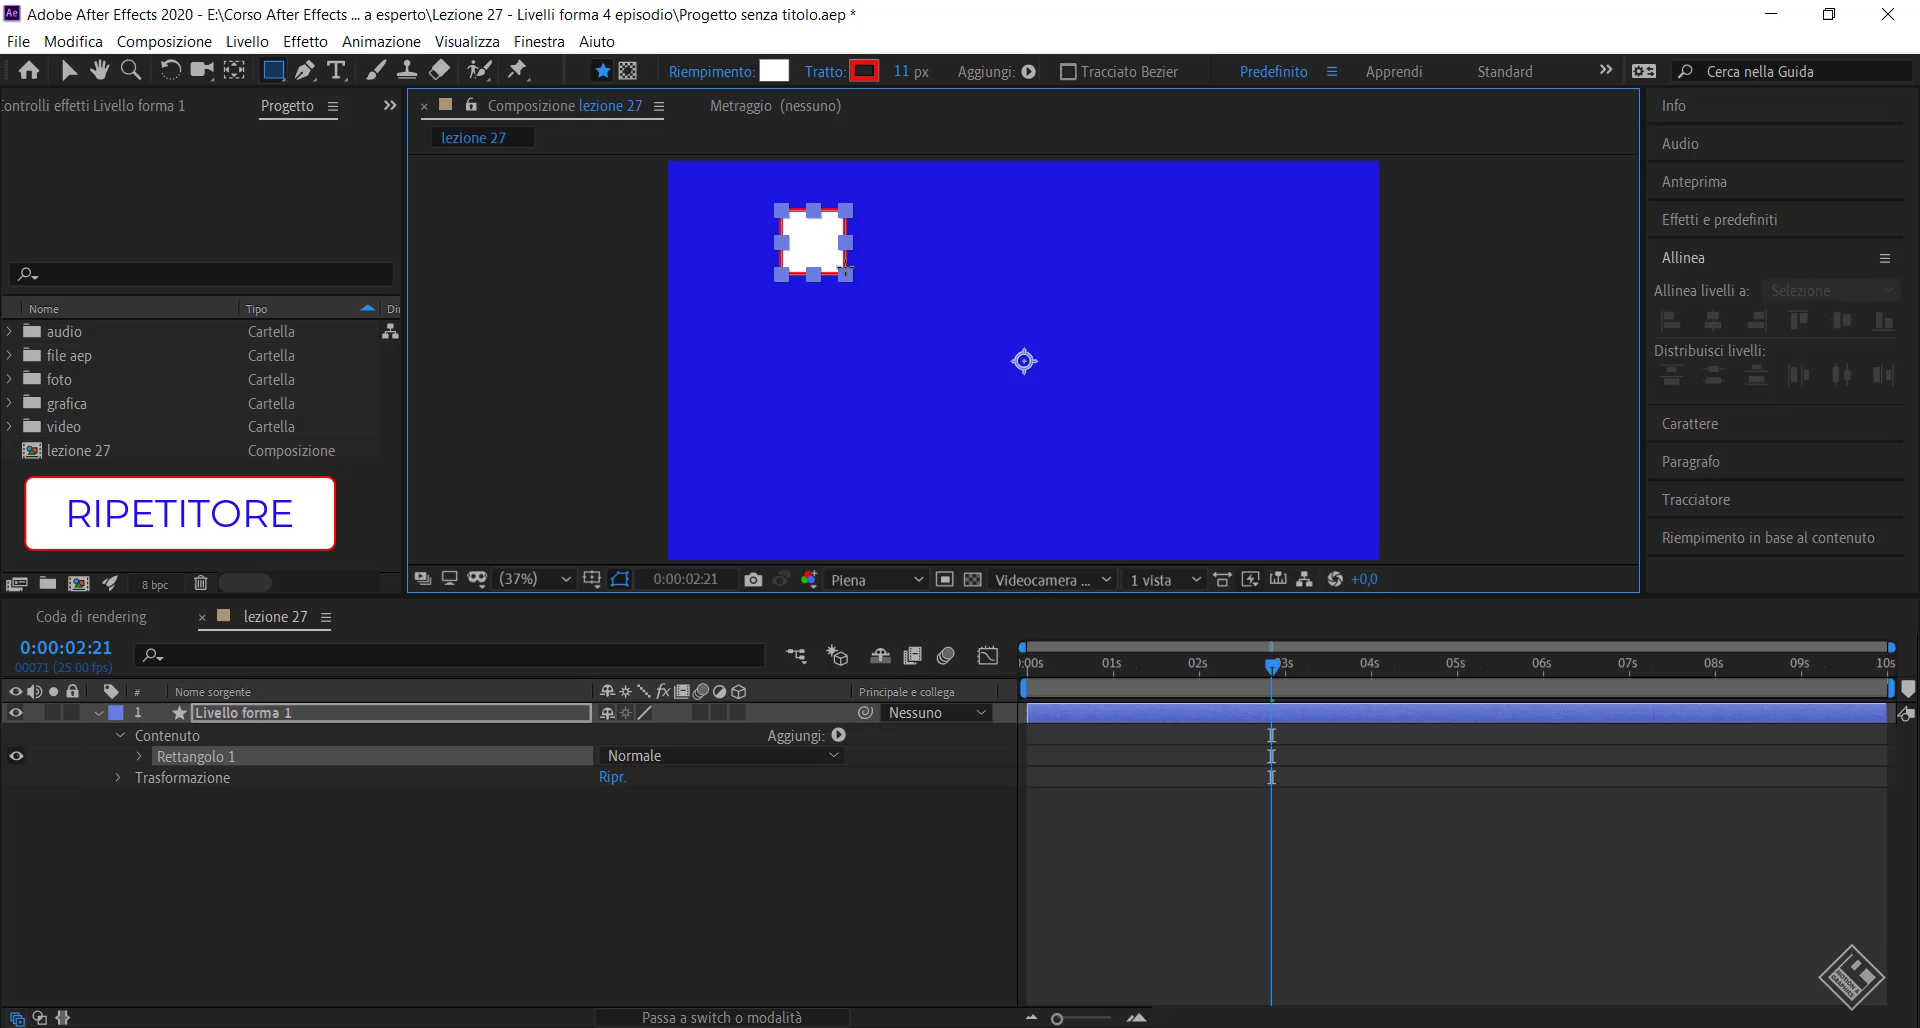 Adobe After Effects 2020 - E:\Corso After Effects ... a esperto\Lezione 27 - Livelli forma 4 episodio\Progetto senza titolo.aep *
File Modifica Composizione Livello Effetto Animazione Visualizza Finestra Aiuto
Riempimento: Tratto: 11 px Aggiungi: Tracciato Bezier Predefinito Apprendi Standard Cerca nella Guida
ontrolli effetti Livello forma 1 Progetto
Composizione lezione 27 Metraggio (nessuno)
lezione 27
Info
Audio
Anteprima
Effetti e predefiniti
Allinea
Allinea livelli a: Selezione
Distribuisci livelli:
Carattere
Paragrafo
Tracciatore
Riempimento in base al contenuto
Nome Tipo Di
audio Cartella
file aep Cartella
foto Cartella
grafica Cartella
video Cartella
lezione 27 Composizione
RIPETITORE
8 bpc
(37%) 0:00:02:21 Piena Videocamera ... 1 vista +0,0
Coda di rendering lezione 27
0:00:02:21
00071 (25.00 fps)
:00s 01s 02s 03s 04s 05s 06s 07s 08s 09s 10s
# Nome sorgente fx Principale e collega
1 Livello forma 1 Nessuno
Contenuto Aggiungi:
Rettangolo 1 Normale
Trasformazione Ripr.
Passa a switch o modalità